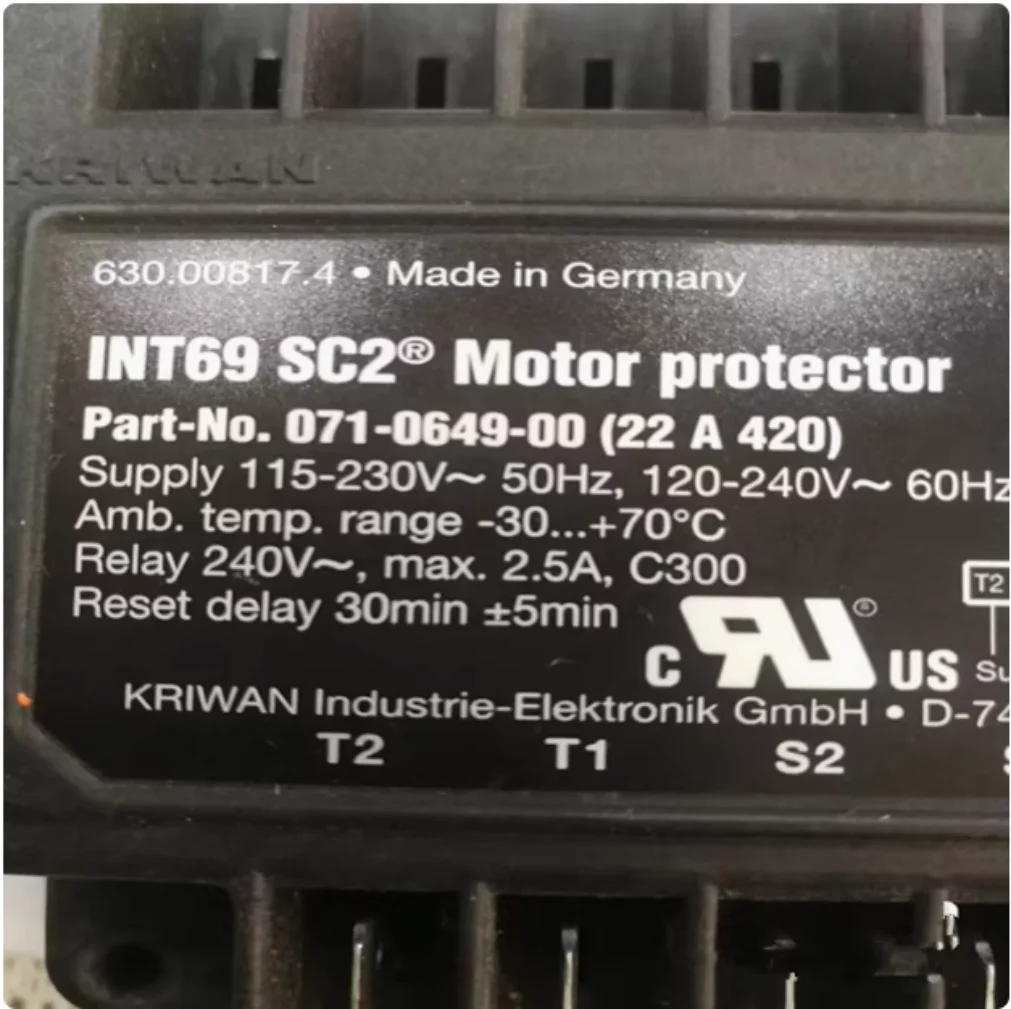 KRIWAN
630.00817.4 • Made in Germany
INT69 SC2® Motor protector
Part-No. 071-0649-00 (22 A 420)
Supply 115-230V~ 50Hz, 120-240V~ 60Hz
Amb. temp. range -30...+70°C
Relay 240V~, max. 2.5A, C300
T2
Reset delay 30min ±5min
C RU® US
KRIWAN Industrie-Elektronik GmbH • D-74
T2 T1 S2